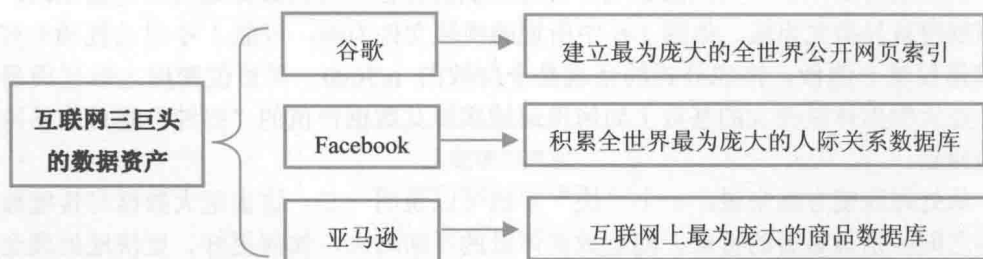 谷歌
建立最为庞大的全世界公开网页索引
互联网三巨头
的数据资产
Facebook
积累全世界最为庞大的人际关系数据库
亚马逊
互联网上最为庞大的商品数据库